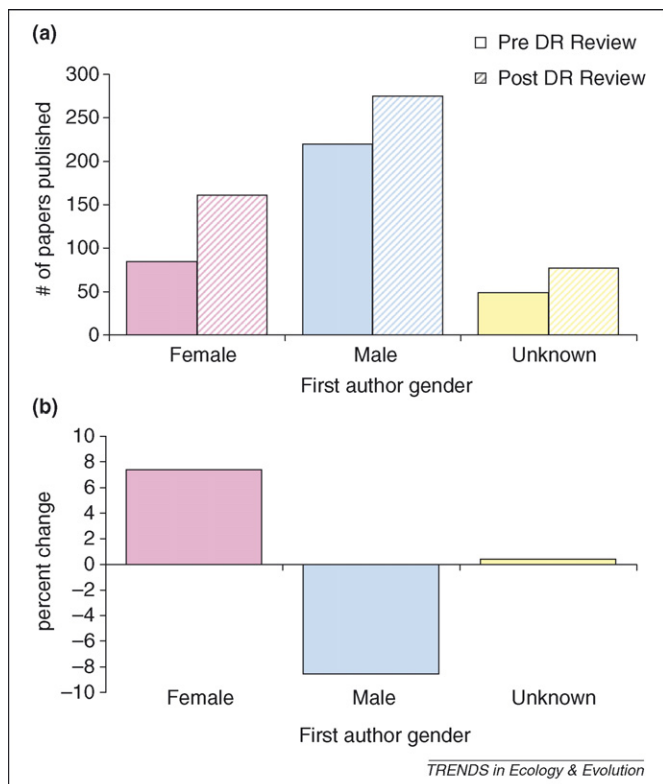 (a)
Pre DR Review
Post DR Review
300
250
200
150
100
50
0
# of papers published
Female Male Unknown
First author gender
(b)
10
8
6
4
2
0
−2
−4
−6
−8
−10
percent change
Female Male Unknown
First author gender
TRENDS in Ecology & Evolution